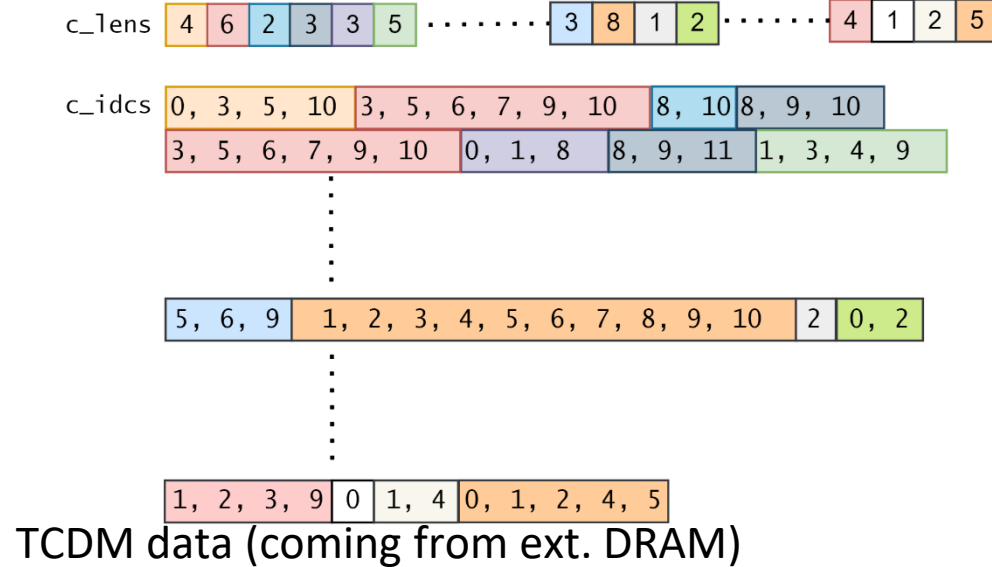 c_lens 4 6 2 3 3 5 3 8 1 2 4 1 2 5
c_idcs 0, 3, 5, 10 3, 5, 6, 7, 9, 10 8, 10 8, 9, 10
3, 5, 6, 7, 9, 10 0, 1, 8 8, 9, 11 1, 3, 4, 9
5, 6, 9 1, 2, 3, 4, 5, 6, 7, 8, 9, 10 2 0, 2
1, 2, 3, 9 0 1, 4 0, 1, 2, 4, 5
TCDM data (coming from ext. DRAM)